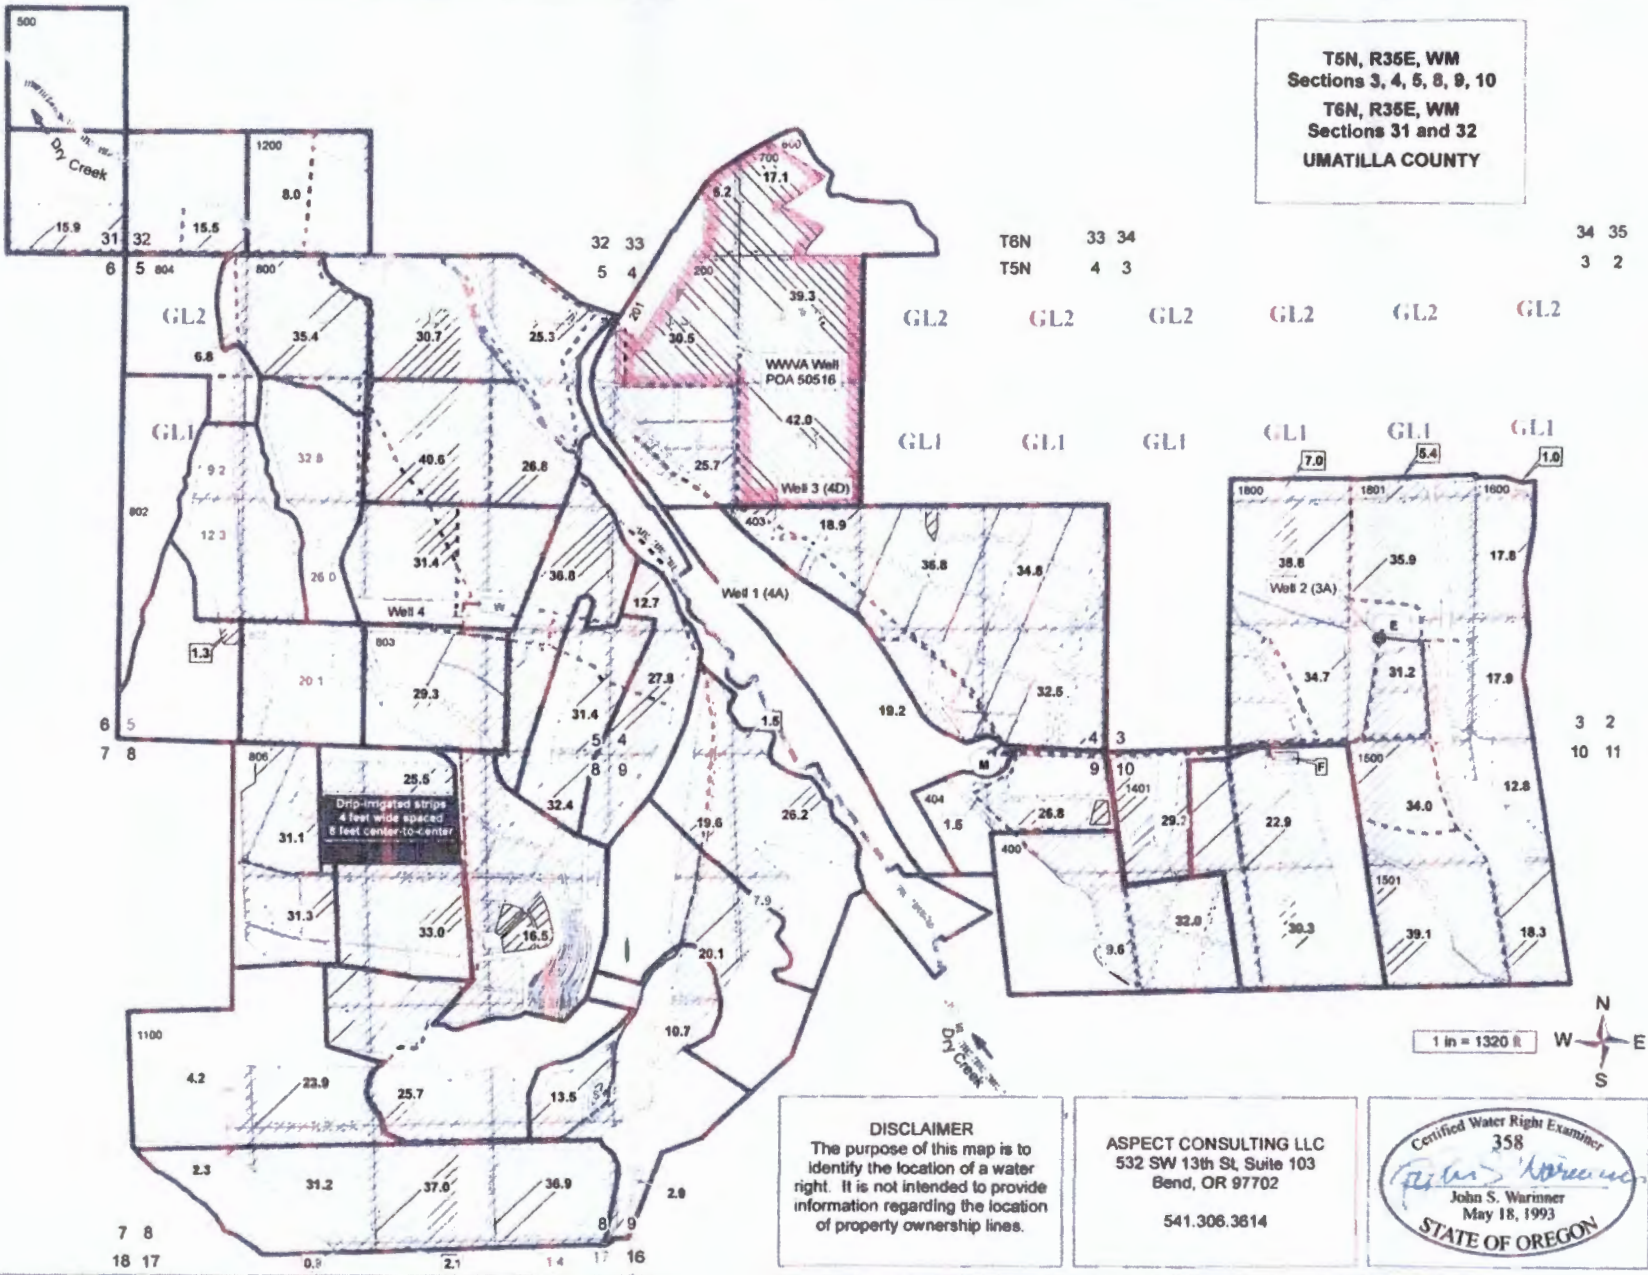 500
T5N, R35E, WM
Sections 3, 4, 5, 8, 9, 10
T6N, R35E, WM
Sections 31 and 32
UMATILLA COUNTY
Dry Creek
1200
8.0
600
700
17.1
6.2
15.9
31 32
15.5
32 33
T6N 33 34
34 35
6 5
804
800
5 4
200
T5N 4 3
3 2
39.3
201
GL2
GL2
GL2
GL2
GL2
GL2
GL2
35.4
30.7
25.3
30.5
6.8
WWVA Well
POA 50516
42.0
GL1
GL1
GL1
GL1
GL1
GL1
GL1
9.2
32.8
40.6
26.8
25.7
7.0
5.4
1.0
Well 3 (4D)
1800
1801
1600
802
12.3
403
18.9
31.4
26.0
36.8
36.8
34.8
38.8
35.9
17.8
Well 4
W
12.7
Well 1 (4A)
Well 2 (3A)
E
1.3
803
20.1
29.3
27.8
31.4
32.5
19.2
34.7
31.2
17.9
1.5
6 5
5 4
4 3
3 2
7 8
8 9
9 10
10 11
M
F
806
25.5
Drip-irrigated strips
4 feet wide spaced
8 feet center-to-center
32.4
19.6
26.2
404
1.5
1401
26.8
22.9
1500
34.0
12.8
31.1
400
1501
31.3
33.0
16.5
7.9
20.1
9.6
32.0
30.3
39.1
18.3
1100
10.7
Dry Creek
1 in = 1320 ft
N
W E
S
4.2
23.9
25.7
13.5
2.3
31.2
37.0
36.9
2.9
7 8
8 9
18 17
0.9
2.1
1.4
17 16
DISCLAIMER
The purpose of this map is to
identify the location of a water
right. It is not intended to provide
information regarding the location
of property ownership lines.
ASPECT CONSULTING LLC
532 SW 13th St, Suite 103
Bend, OR 97702
541.306.3614
Certified Water Right Examiner
358
John S. Warinner
May 18, 1993
STATE OF OREGON